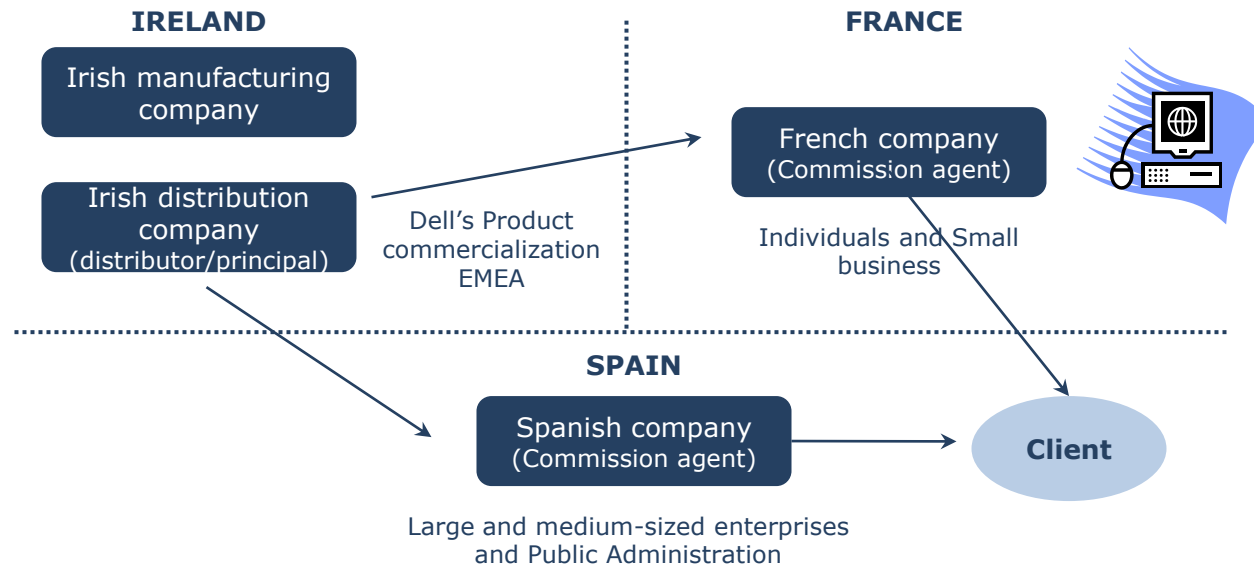 IRELAND
FRANCE
Irish manufacturing
company
French company
(Commission agent)
Irish distribution
company
(distributor/principal)
Dell’s Product
commercialization
EMEA
Individuals and Small
business
SPAIN
Spanish company
(Commission agent)
Client
Large and medium-sized enterprises
and Public Administration